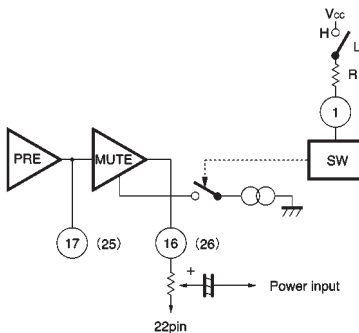 Vcc
H
L
R
1
PRE
MUTE
SW
17 (25)
16 (26)
+
Power input
22pin